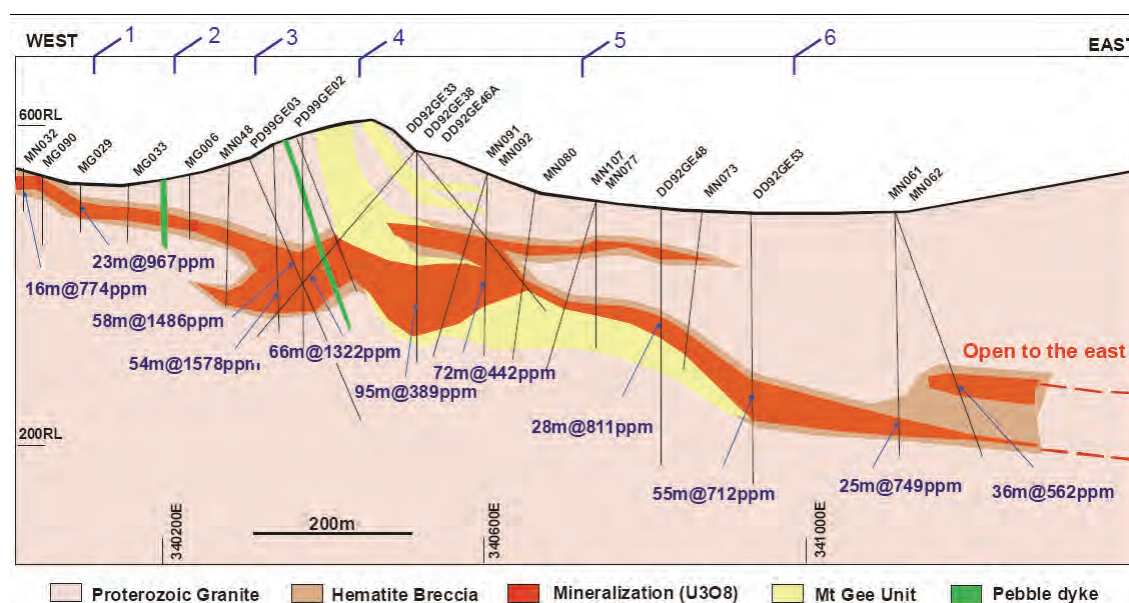 WEST
1
2
3
4
5
6
EAST
600RL
MN032
MG090
MG029
MG033
MG006
MN048
PD99GE03
PD99GE02
DD92GE33
DD92GE38
DD92GE46A
MN091
MN092
MN080
MN107
MN077
DD92GE48
MN073
DD92GE53
MN061
MN062
23m@967ppm
16m@774ppm
58m@1486ppm
54m@1578ppm
66m@1322ppm
95m@389ppm
72m@442ppm
28m@811ppm
55m@712ppm
25m@749ppm
36m@562ppm
Open to the east
200RL
200m
340200E
340600E
341000E
Proterozoic Granite
Hematite Breccia
Mineralization (U3O8)
Mt Gee Unit
Pebble dyke